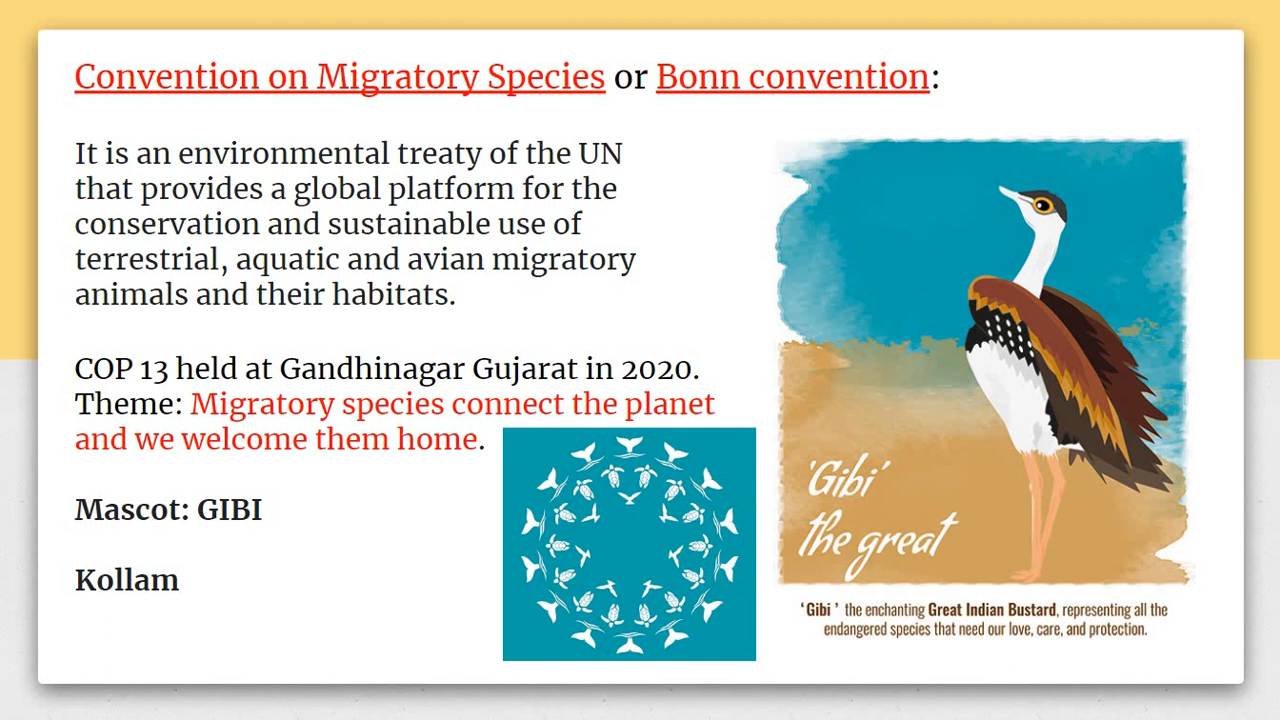 Convention on Migratory Species or Bonn convention:
It is an environmental treaty of the UN
that provides a global platform for the
conservation and sustainable use of
terrestrial, aquatic and avian migratory
animals and their habitats.
COP 13 held at Gandhinagar Gujarat in 2020.
Theme: Migratory species connect the planet
and we welcome them home.
Mascot: GIBI
Kollam
'Gibi'
the great
'Gibi' the enchanting Great Indian Bustard, representing all the
endangered species that need our love, care, and protection.